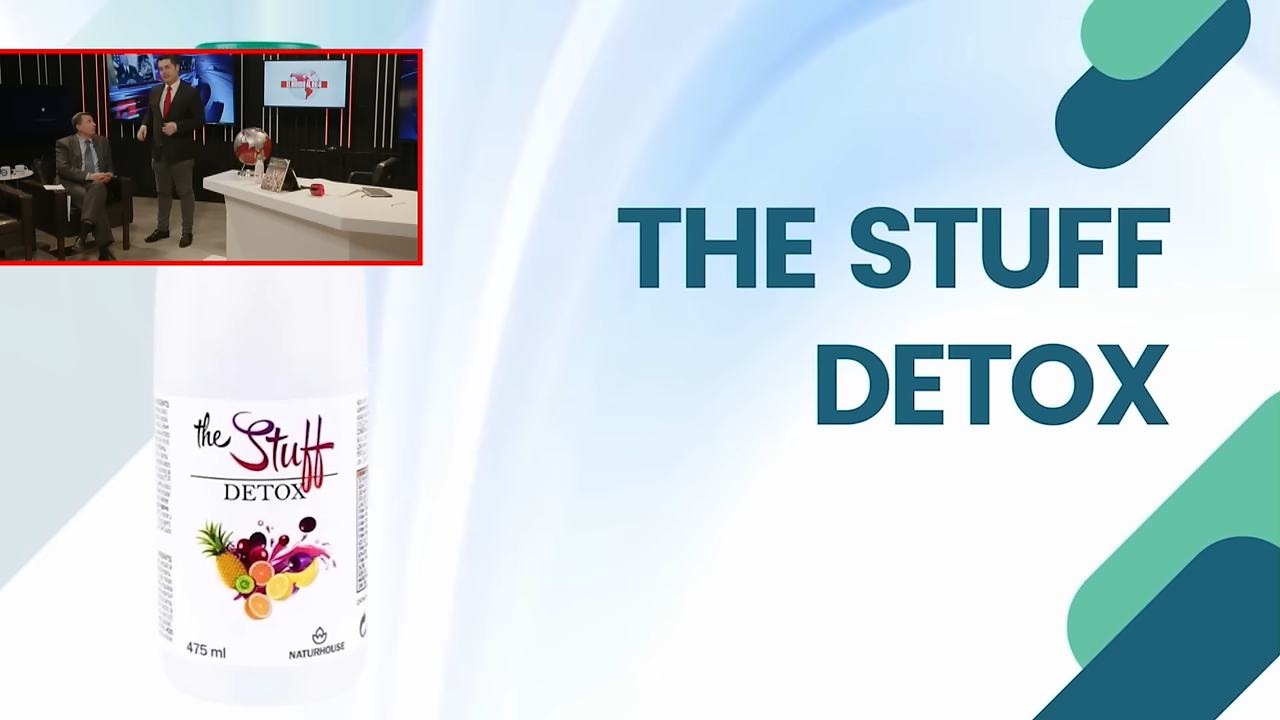 THE STUFF
DETOX
the Stuff
DETOX
475 ml
NATURHOUSE